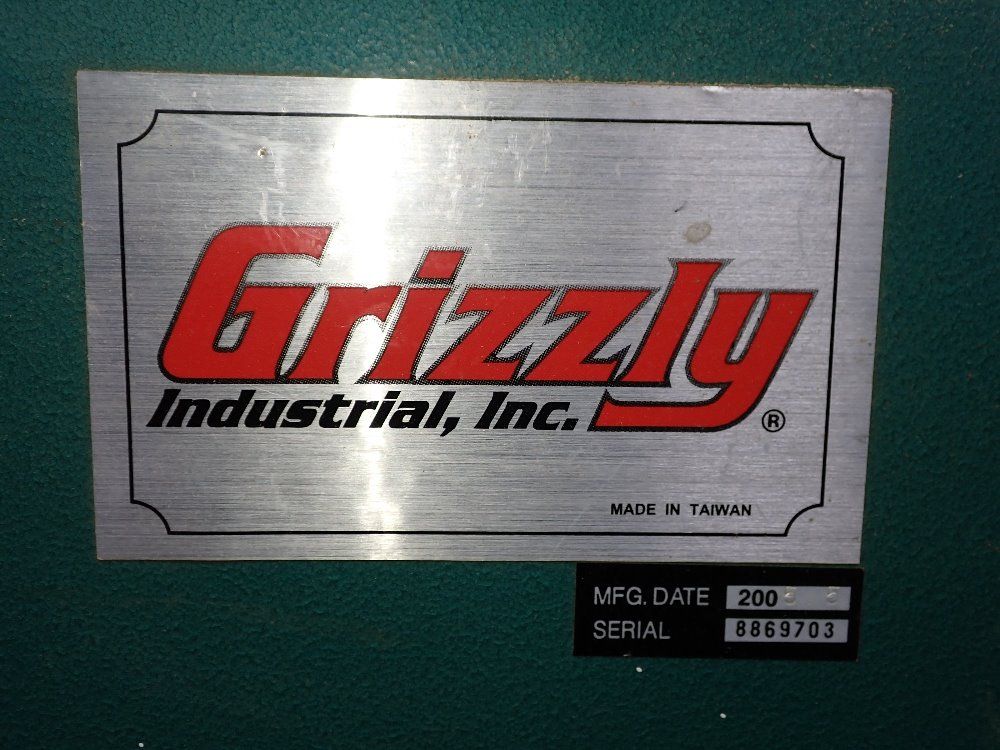 Grizzly
Industrial, Inc. ®
MADE IN TAIWAN
MFG. DATE 200
SERIAL 8869703